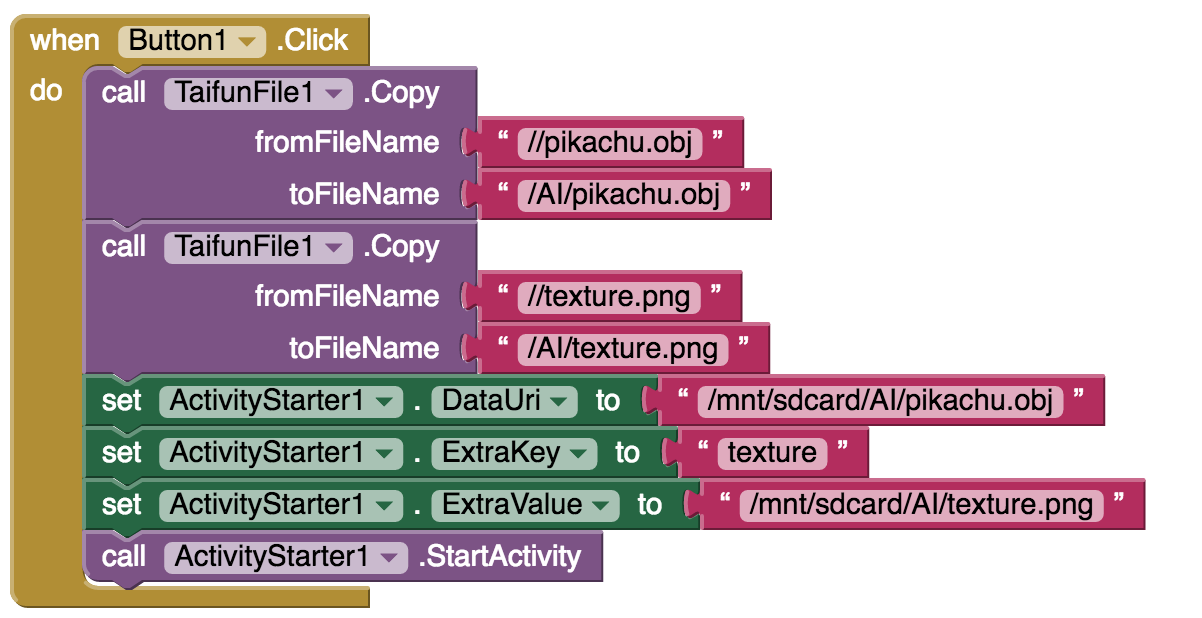 when Button1 .Click
do call TaifunFile1 .Copy
fromFileName “ //pikachu.obj ”
toFileName “ /AI/pikachu.obj ”
call TaifunFile1 .Copy
fromFileName “ //texture.png ”
toFileName “ /AI/texture.png ”
set ActivityStarter1 . DataUri to “ /mnt/sdcard/AI/pikachu.obj ”
set ActivityStarter1 . ExtraKey to “ texture ”
set ActivityStarter1 . ExtraValue to “ /mnt/sdcard/AI/texture.png ”
call ActivityStarter1 .StartActivity